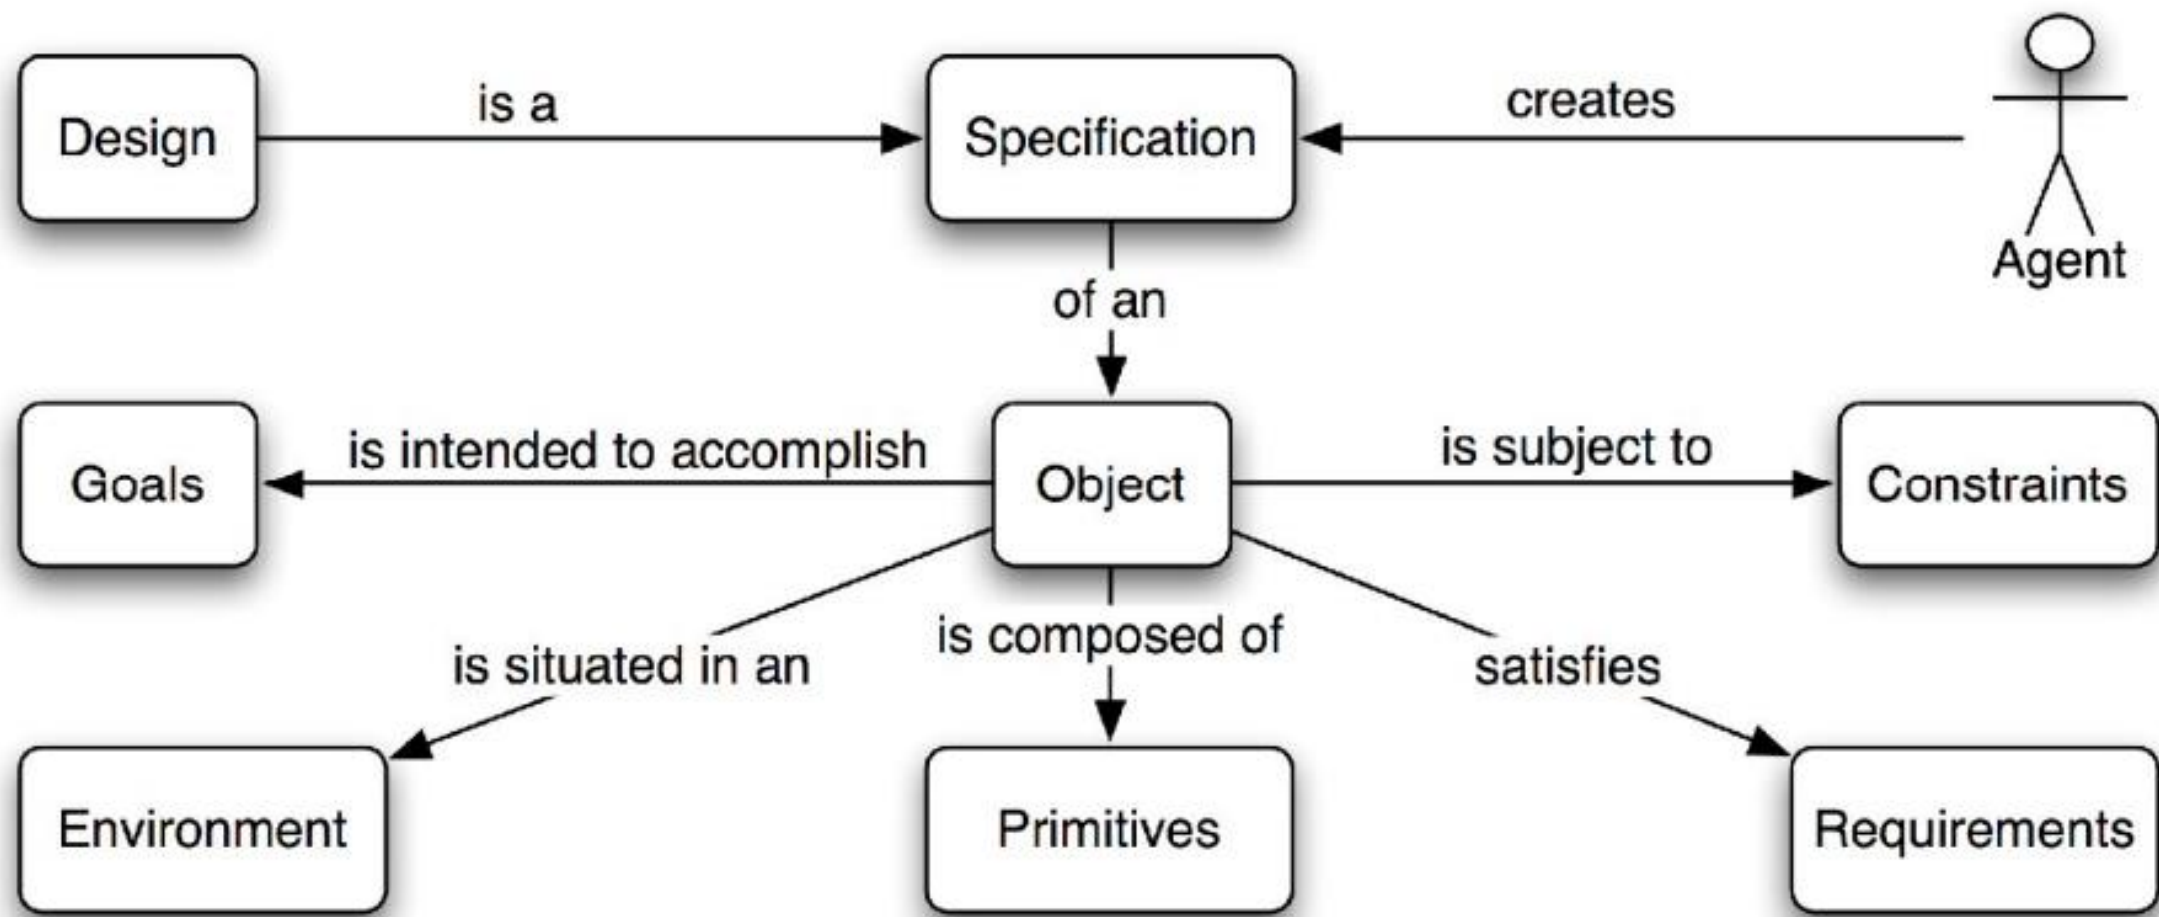 is a
creates
Design
Specification
Agent
of an
is intended to accomplish
is subject to
Goals
Object
Constraints
is composed of
is situated in an
satisfies
Environment
Primitives
Requirements